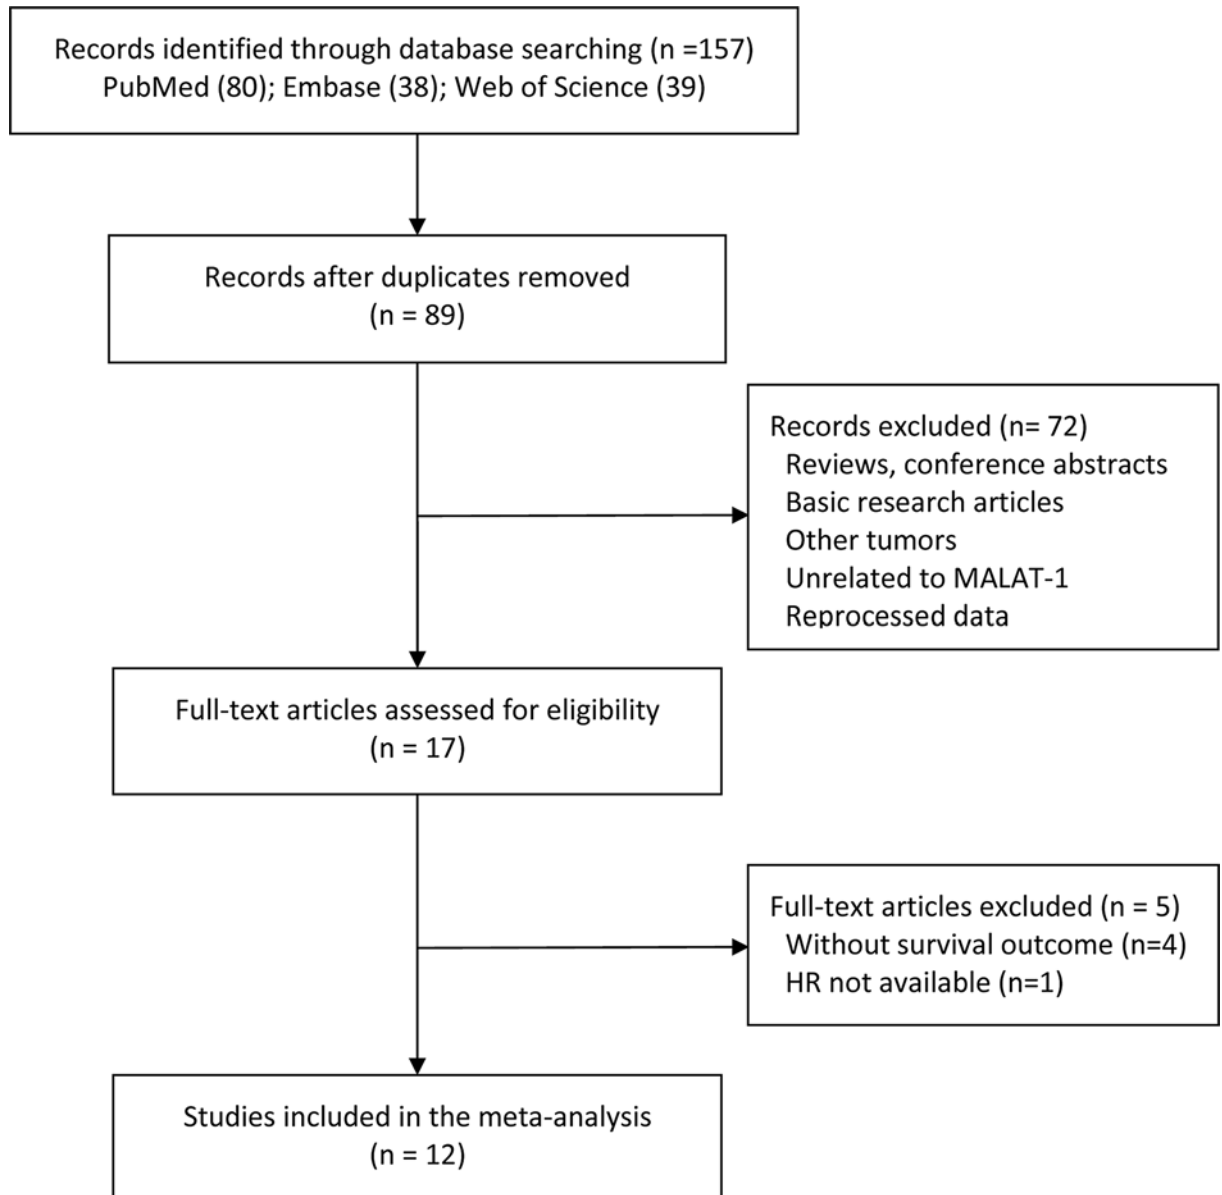 Records identified through database searching (n =157)
PubMed (80); Embase (38); Web of Science (39)
Records after duplicates removed
(n = 89)
Records excluded (n= 72)
Reviews, conference abstracts
Basic research articles
Other tumors
Unrelated to MALAT-1
Reprocessed data
Full-text articles assessed for eligibility
(n = 17)
Full-text articles excluded (n = 5)
Without survival outcome (n=4)
HR not available (n=1)
Studies included in the meta-analysis
(n = 12)